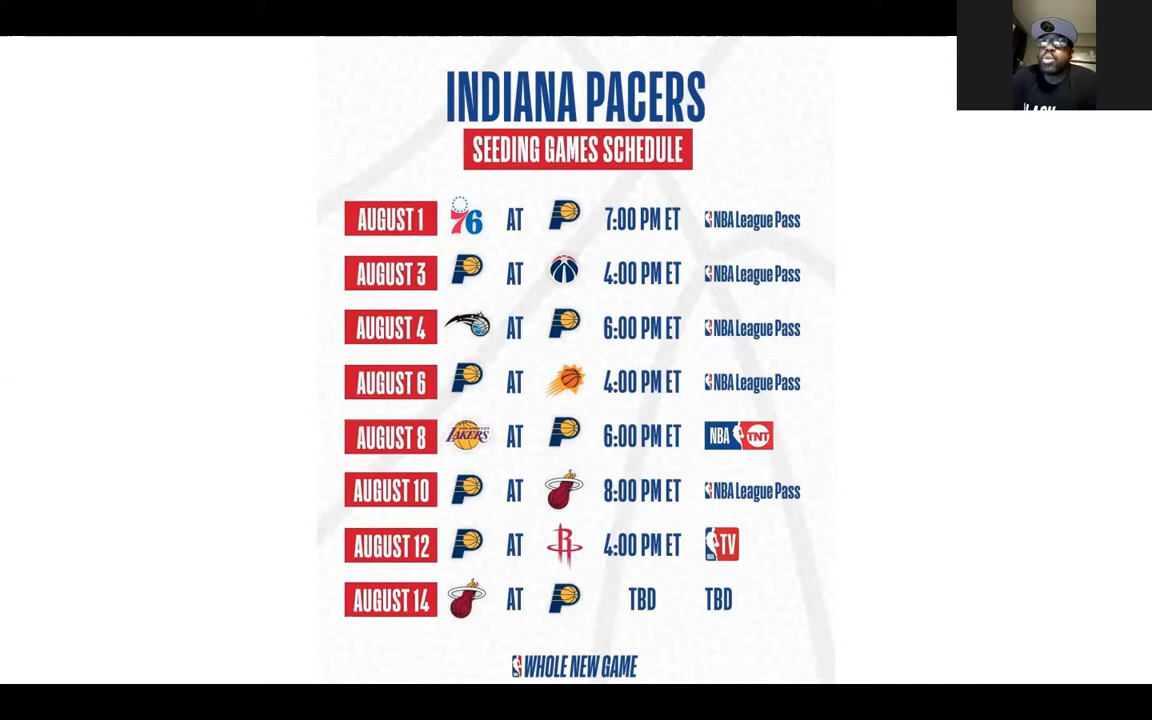 INDIANA PACERS
SEEDING GAMES SCHEDULE
AUGUST 1 76 AT P 7:00 PM ET NBA League Pass
AUGUST 3 P AT 4:00 PM ET NBA League Pass
AUGUST 4 AT P 6:00 PM ET NBA League Pass
AUGUST 6 P AT 4:00 PM ET NBA League Pass
AUGUST 8 LOS ANGELES LAKERS AT P 6:00 PM ET NBA TNT
AUGUST 10 P AT 8:00 PM ET NBA League Pass
AUGUST 12 P AT R 4:00 PM ET TV
AUGUST 14 AT P TBD TBD
WHOLE NEW GAME